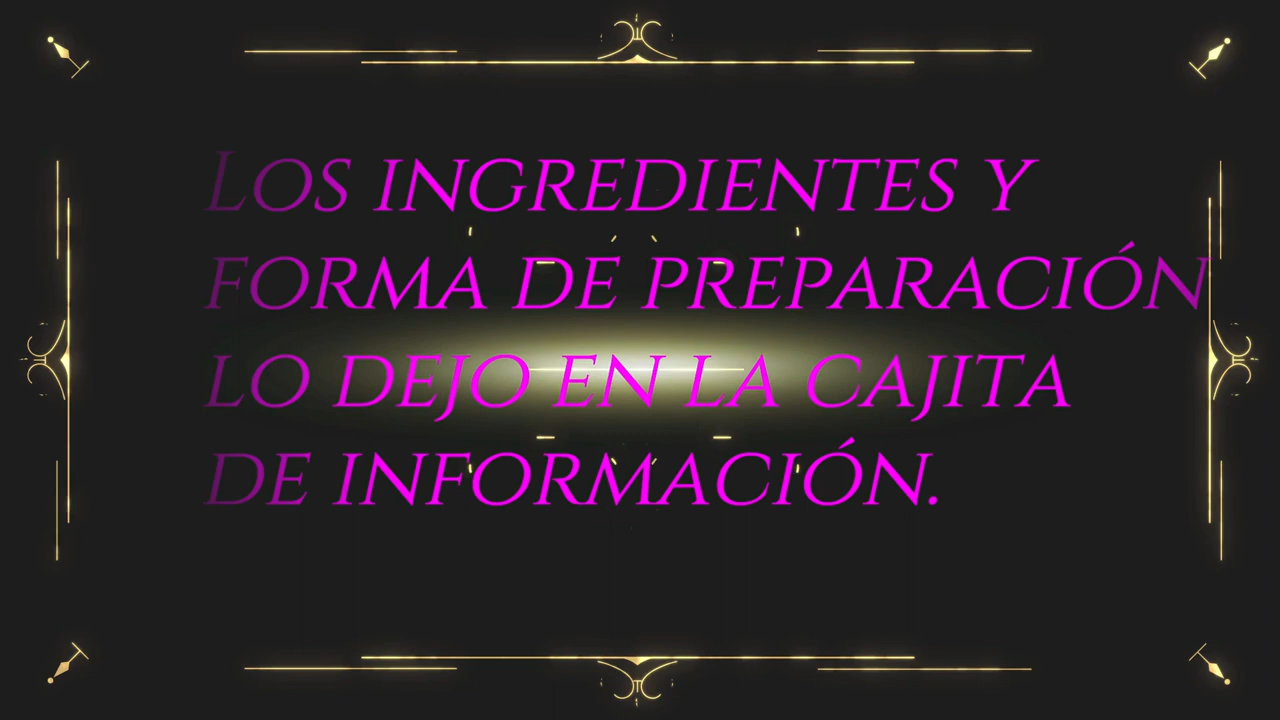 Los ingredientes y
forma de preparación
lo dejo en la cajita
de información.